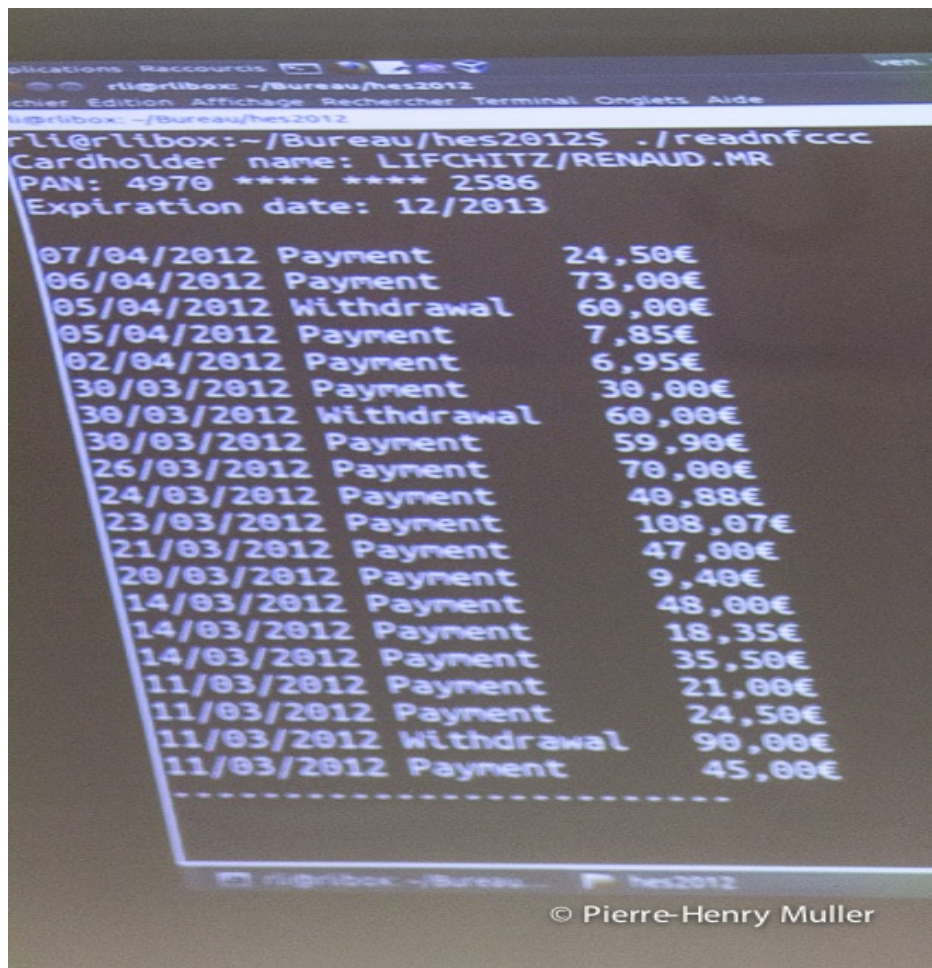 plications Raccourcis ven.
rli@rlibox: ~/Bureau/hes2012
chier Edition Affichage Rechercher Terminal Onglets Aide
li@rlibox: ~/Bureau/hes2012
rli@rlibox:~/Bureau/hes2012$ ./readnfccc
Cardholder name: LIFCHITZ/RENAUD.MR
PAN: 4970 **** **** 2586
Expiration date: 12/2013
07/04/2012 Payment 24,50€
06/04/2012 Payment 73,00€
05/04/2012 Withdrawal 60,00€
05/04/2012 Payment 7,85€
02/04/2012 Payment 6,95€
30/03/2012 Payment 30,00€
30/03/2012 Withdrawal 60,00€
30/03/2012 Payment 59,90€
26/03/2012 Payment 70,00€
24/03/2012 Payment 40,88€
23/03/2012 Payment 108,07€
21/03/2012 Payment 47,00€
20/03/2012 Payment 9,40€
14/03/2012 Payment 48,00€
14/03/2012 Payment 18,35€
14/03/2012 Payment 35,50€
11/03/2012 Payment 21,00€
11/03/2012 Payment 24,50€
11/03/2012 Withdrawal 90,00€
11/03/2012 Payment 45,00€
----------------------------
rli@rlibox: ~/Bureau... hes2012
© Pierre-Henry Muller